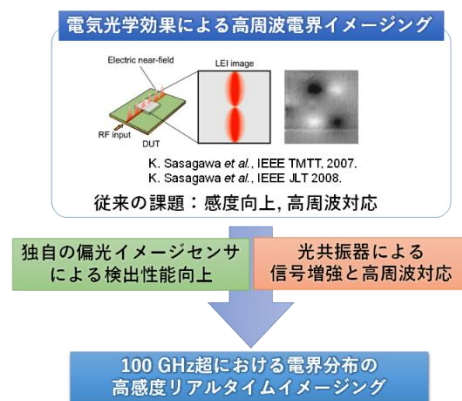 電気光学効果による高周波電界イメージング
Electric near-field
LEI image
RF input
DUT
K. Sasagawa et al., IEEE TMTT, 2007.
K. Sasagawa et al., IEEE JLT 2008.
従来の課題：感度向上, 高周波対応
独自の偏光イメージセンサ
による検出性能向上
光共振器による
信号増強と高周波対応
100 GHz超における電界分布の
高感度リアルタイムイメージング